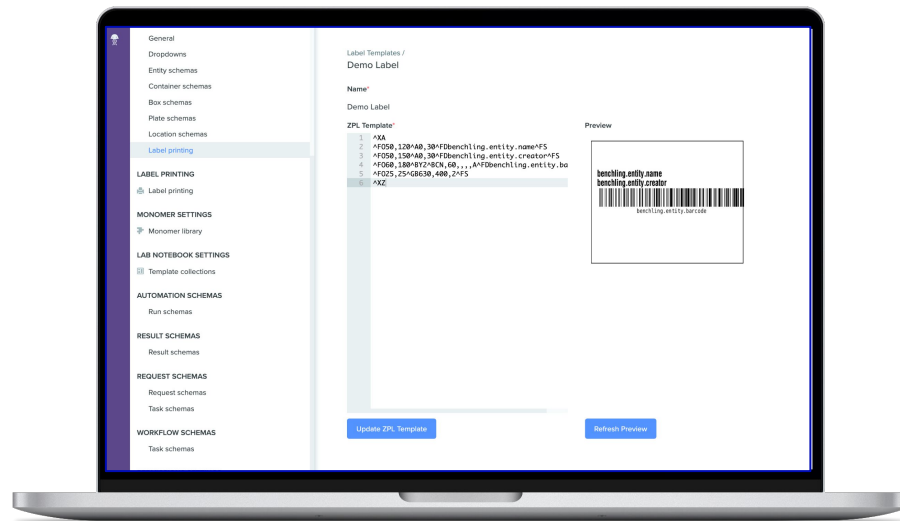 General
Dropdowns
Entity schemas
Container schemas
Box schemas
Plate schemas
Location schemas
Label printing
LABEL PRINTING
Label printing
MONOMER SETTINGS
Monomer library
LAB NOTEBOOK SETTINGS
Template collections
AUTOMATION SCHEMAS
Run schemas
RESULT SCHEMAS
Result schemas
REQUEST SCHEMAS
Request schemas
Task schemas
WORKFLOW SCHEMAS
Task schemas
Label Templates /
Demo Label
Name*
Demo Label
ZPL Template*
1 ^XA
2 ^FO50,120^A0,30^FDbenchling.entity.name^FS
3 ^FO50,150^A0,30^FDbenchling.entity.creator^FS
4 ^FO60,180^BY2^BCN,60,,,,A^FDbenchling.entity.ba
5 ^FO25,25^GB630,400,2^FS
6 ^XZ
Update ZPL Template
Preview
benchling.entity.name
benchling.entity.creator
benchling.entity.barcode
Refresh Preview